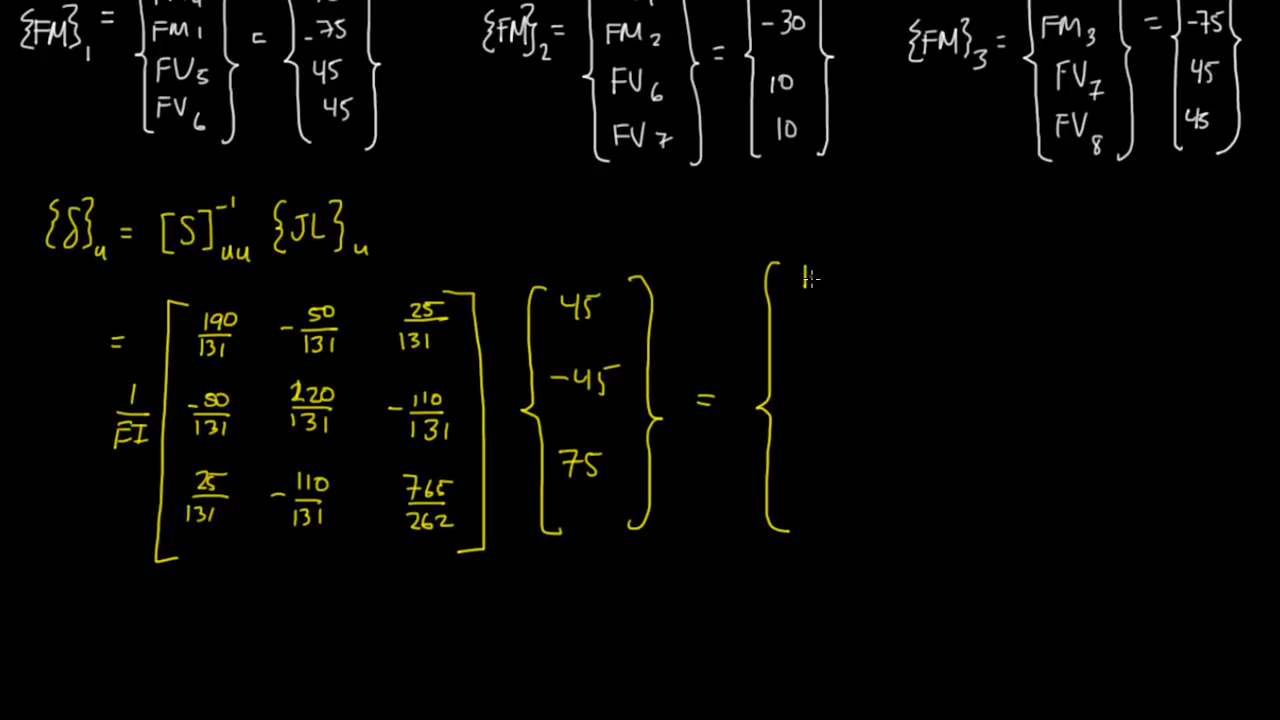 {FM}₁ = { FM₁ FV₅ FV₆ } = { -75 45 45 }
{FM}₂ = { FM₂ FV₆ FV₇ } = { -30 10 10 }
{FM}₃ = { FM₃ FV₇ FV₈ } = { -75 45 45 }
{δ}ᵤ = [S]⁻¹ᵤᵤ {JL}ᵤ
= 1/EI [ 190/131 -50/131 25/131 ] { 45 } = { 1
[ -50/131 220/131 -110/131 ] { -45 }
[ 25/131 -110/131 765/262 ] { 75 }